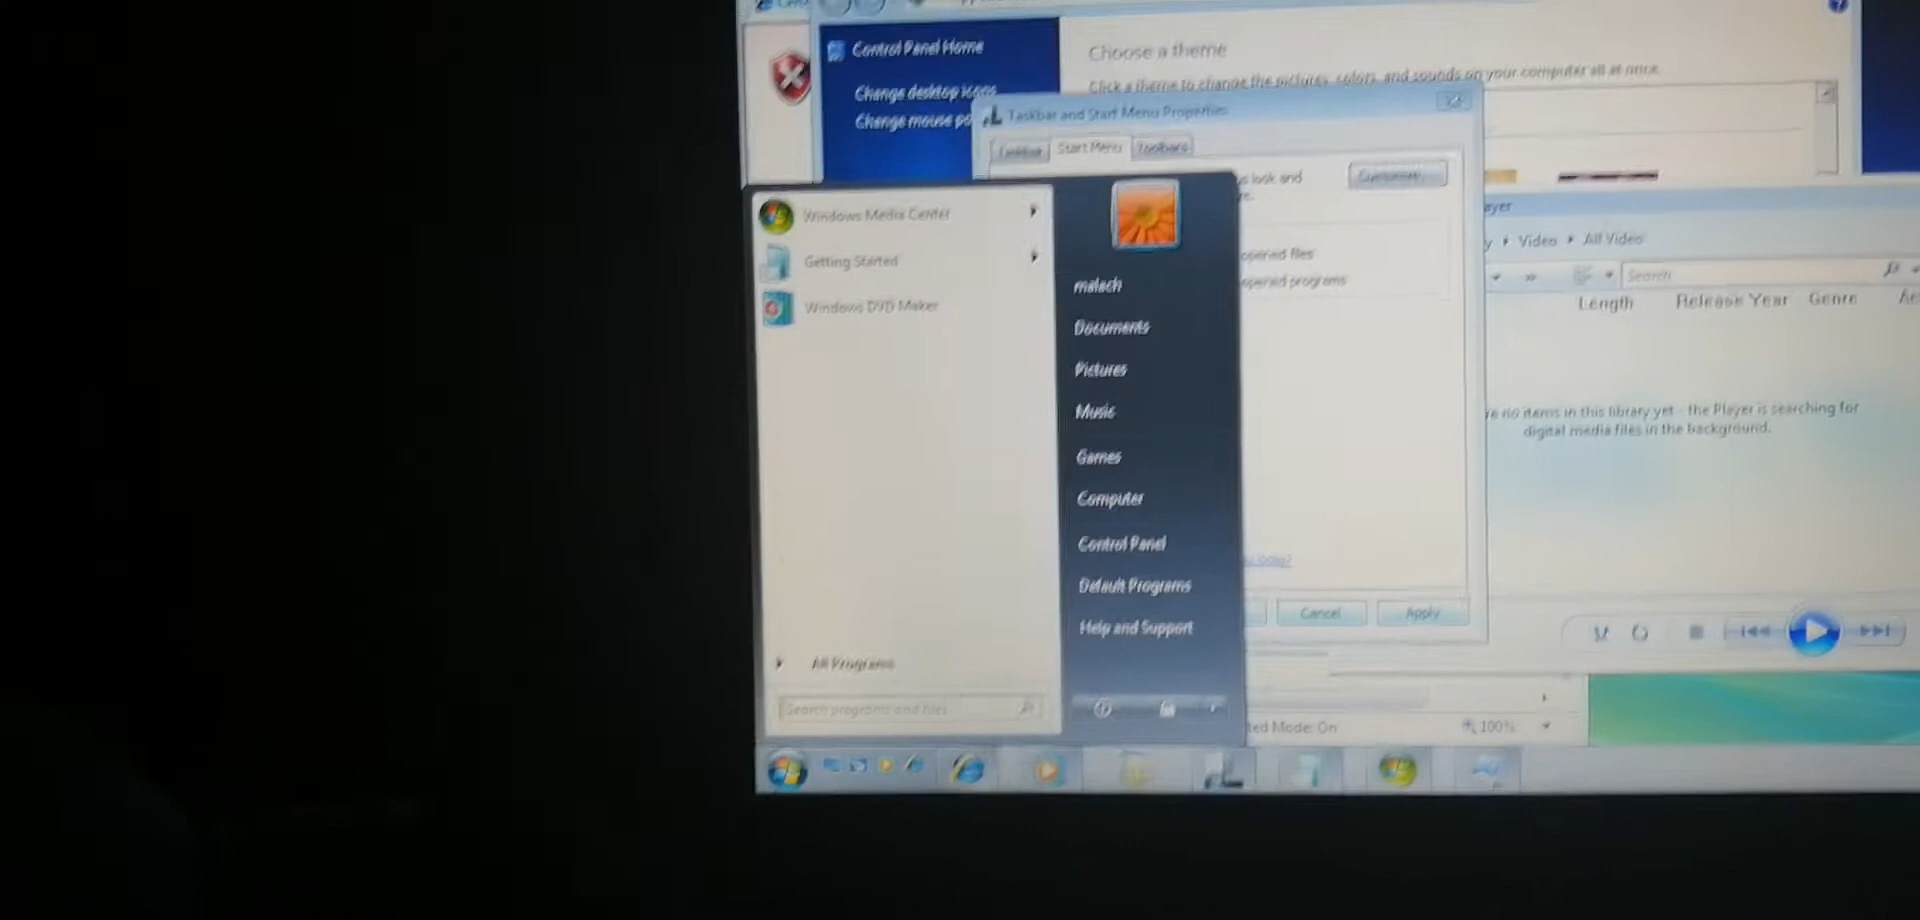 Control Panel Home
Change desktop icons
Change mouse po
Choose a theme
Click a theme to change the pictures, colors, and sounds on your computer all at once.
Taskbar and Start Menu Properties
Taskbar
Start Menu
Toolbars
look and
Customize...
opened files
opened programs
Cancel
Apply
Windows Media Center
Getting Started
Windows DVD Maker
All Programs
Search programs and files
Documents
Pictures
Music
Games
Computer
Control Panel
Default Programs
Help and Support
ayer
Video
All Video
Search
Length
Release Year
Genre
no items in this library yet - the Player is searching for
digital media files in the background.
ted Mode: On
100%